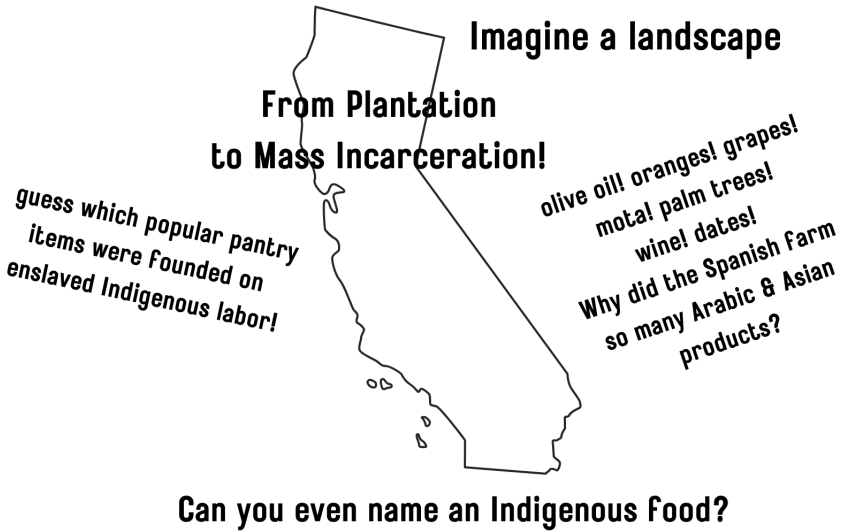 Imagine a landscape
From Plantation
to Mass Incarceration!
guess which popular pantry
items were founded on
enslaved Indigenous labor!
olive oil! oranges! grapes!
mota! palm trees!
wine! dates!
Why did the Spanish farm
so many Arabic & Asian
products?
Can you even name an Indigenous food?